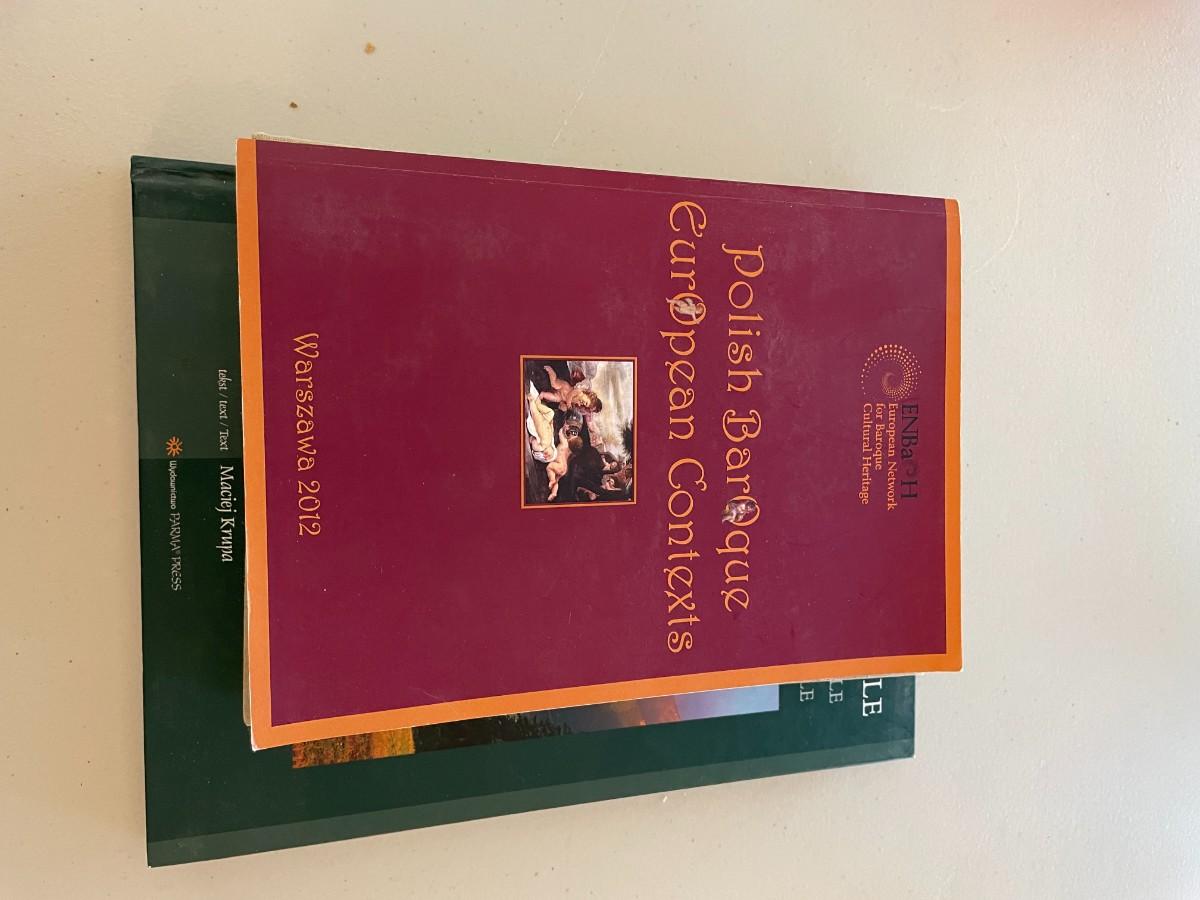 ENBaCH
European Network
for Baroque
Cultural Heritage
Polish Baroque
European Contexts
Warszawa 2012
LE
LE
LE
tekst / text / Text Maciej Krupa
Wydawnictwo PARMA PRESS